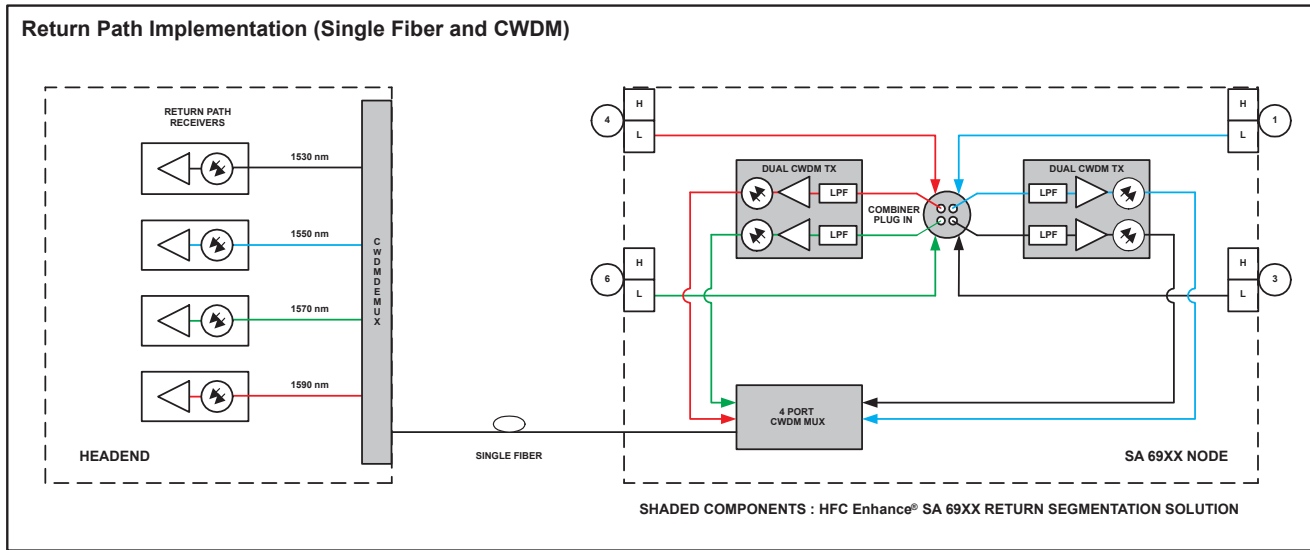 Return Path Implementation (Single Fiber and CWDM)
RETURN PATH
RECEIVERS
1530 nm
1550 nm
1570 nm
1590 nm
CWDMDEMUX
HEADEND
SINGLE FIBER
4
H
L
6
H
L
DUAL CWDM TX
LPF
LPF
COMBINER
PLUG IN
DUAL CWDM TX
LPF
LPF
H
L
1
H
L
3
4 PORT
CWDM MUX
SA 69XX NODE
SHADED COMPONENTS : HFC Enhance® SA 69XX RETURN SEGMENTATION SOLUTION